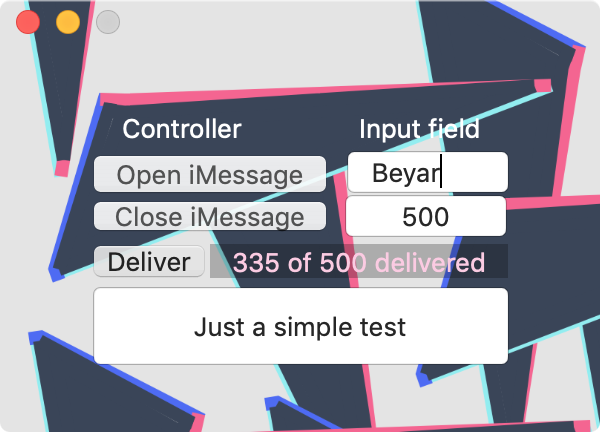 Controller Input field
Open iMessage Beyar
Close iMessage 500
Deliver 335 of 500 delivered
Just a simple test